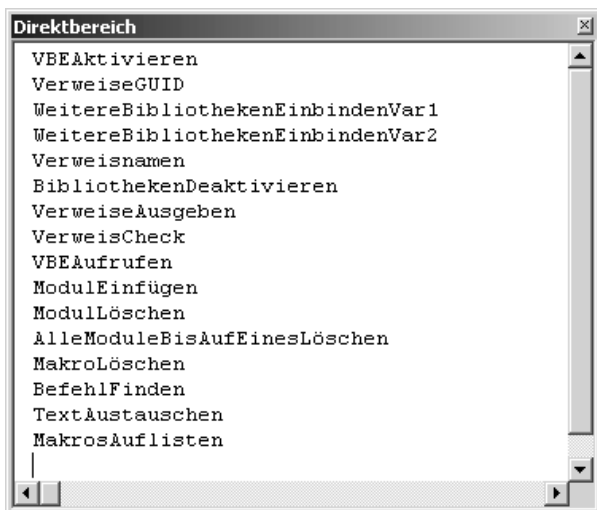 Direktbereich
VBEAktivieren
VerweiseGUID
WeitereBibliothekenEinbindenVar1
WeitereBibliothekenEinbindenVar2
Verweisnamen
BibliothekenDeaktivieren
VerweiseAusgeben
VerweisCheck
VBEAufrufen
ModulEinfügen
ModulLöschen
AlleModuleBisAufEinesLöschen
MakroLöschen
BefehlFinden
TextAustauschen
MakrosAuflisten